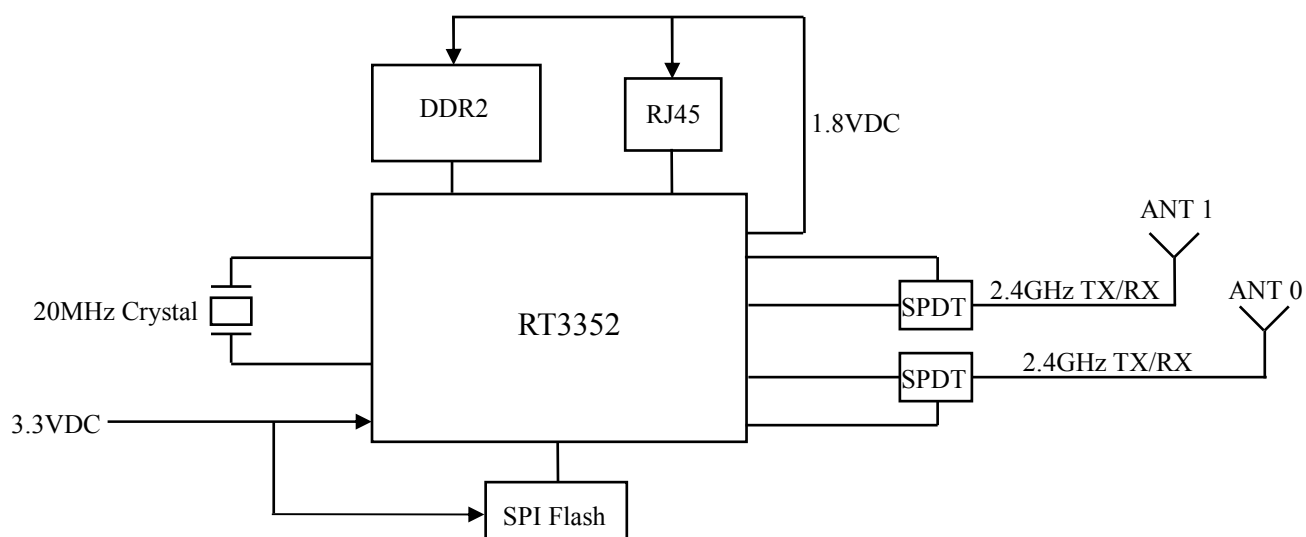 DDR2
RJ45
1.8VDC
ANT 1
20MHz Crystal
RT3352
SPDT
2.4GHz TX/RX
ANT 0
SPDT
2.4GHz TX/RX
3.3VDC
SPI Flash